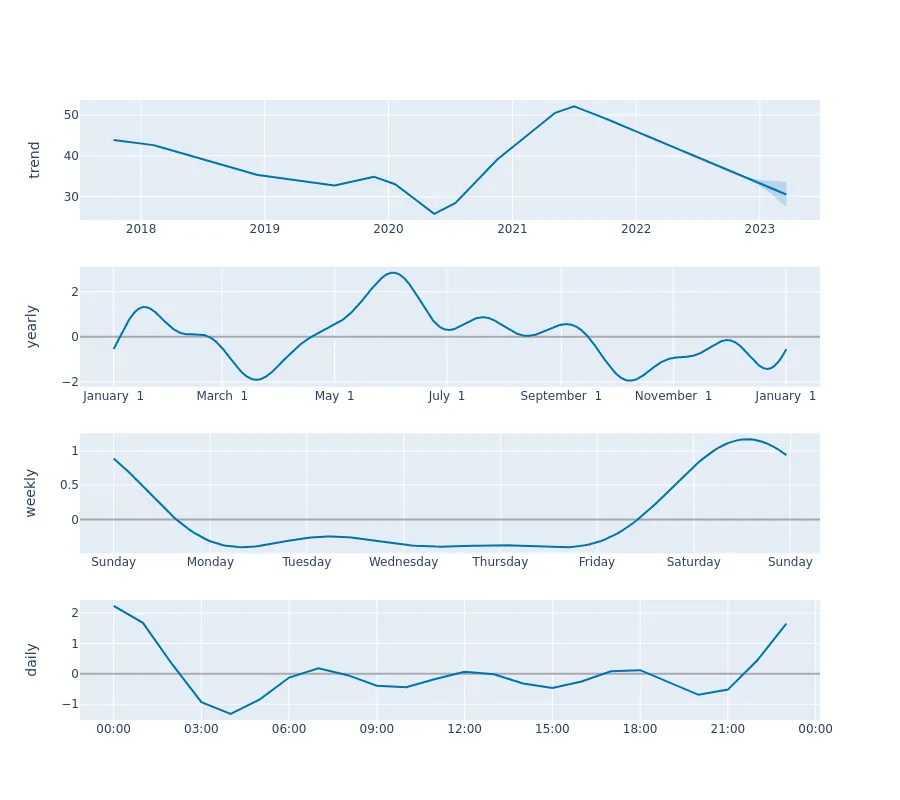 trend
50
40
30
2018 2019 2020 2021 2022 2023
yearly
2
0
−2
January 1 March 1 May 1 July 1 September 1 November 1 January 1
weekly
1
0.5
0
Sunday Monday Tuesday Wednesday Thursday Friday Saturday Sunday
daily
2
1
0
−1
00:00 03:00 06:00 09:00 12:00 15:00 18:00 21:00 00:00